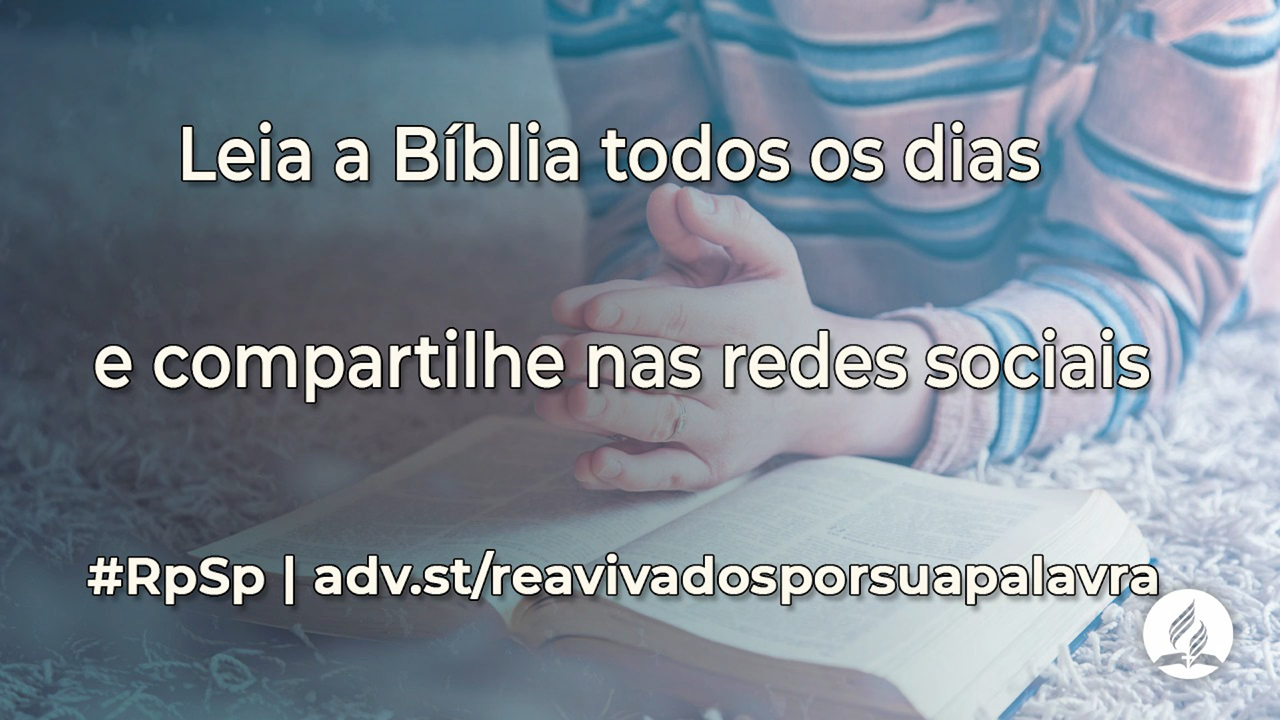 Leia a Bíblia todos os dias
e compartilhe nas redes sociais
#RpSp | adv.st/reavivadosporsuapalavra